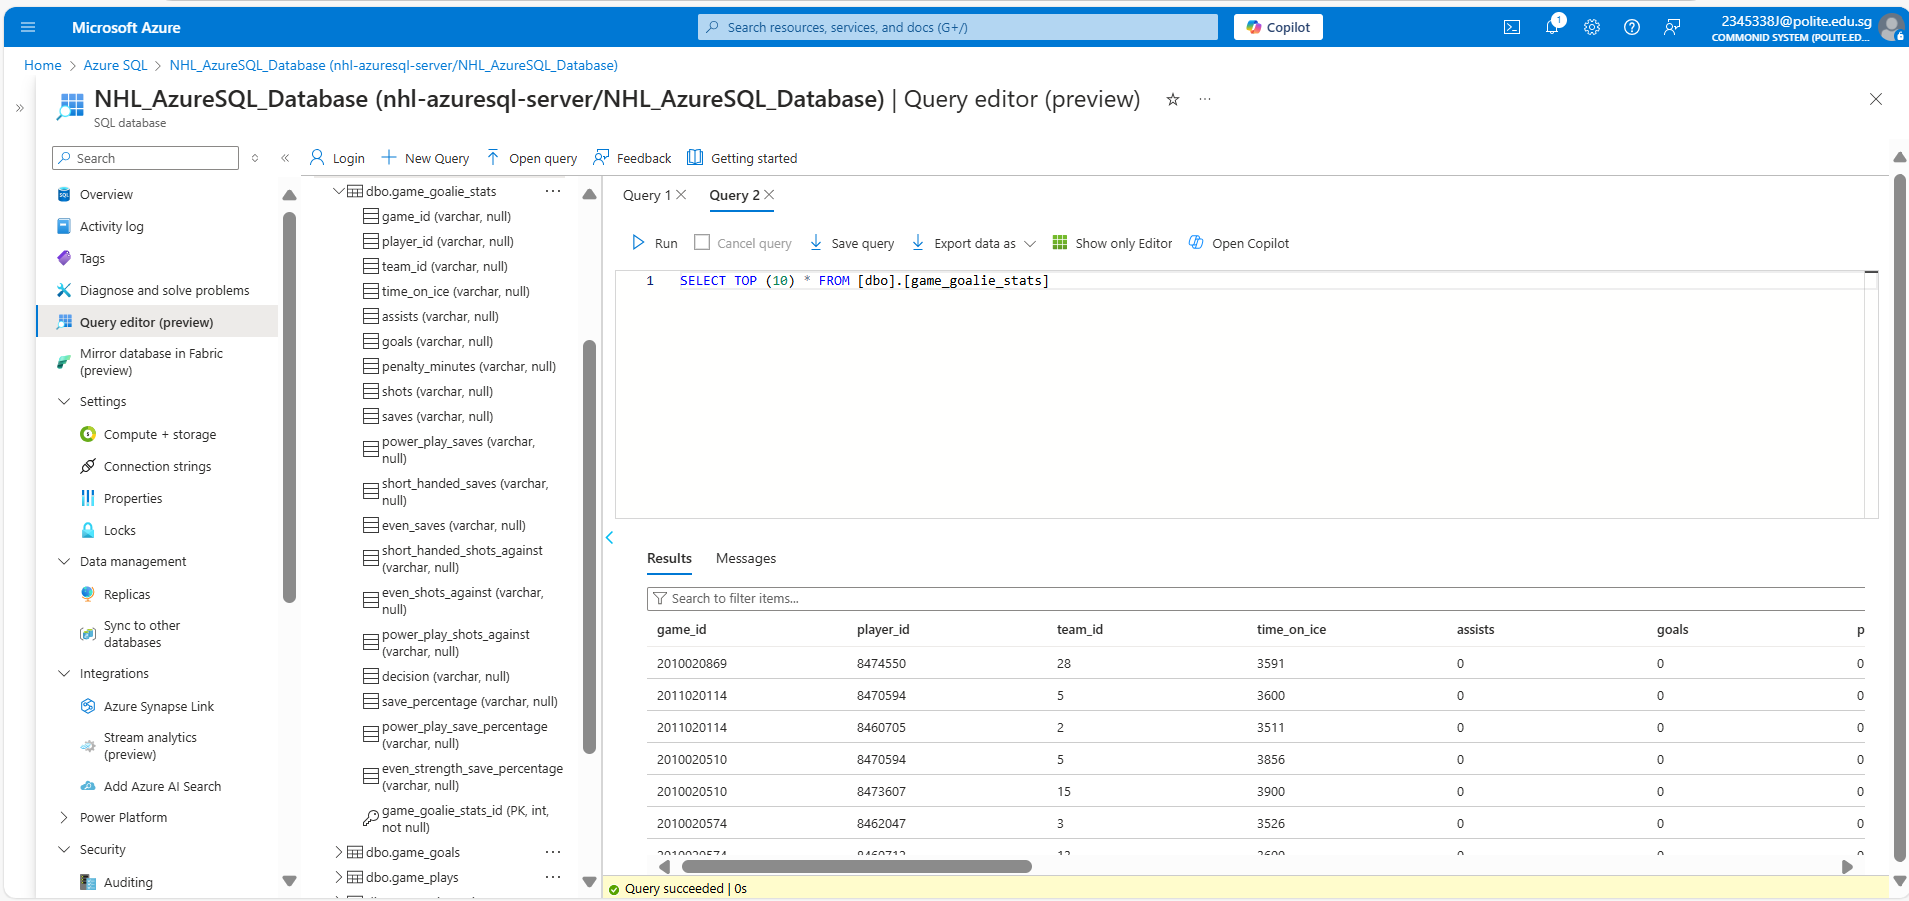 Microsoft Azure
Search resources, services, and docs (G+/)
Copilot
1
2345338J@polite.edu.sg
COMMONID SYSTEM (POLITE.ED...
Home > Azure SQL > NHL_AzureSQL_Database (nhl-azuresql-server/NHL_AzureSQL_Database)
NHL_AzureSQL_Database (nhl-azuresql-server/NHL_AzureSQL_Database) | Query editor (preview)
SQL database
Search
Overview
Activity log
Tags
Diagnose and solve problems
Query editor (preview)
Mirror database in Fabric
(preview)
Settings
Compute + storage
Connection strings
Properties
Locks
Data management
Replicas
Sync to other
databases
Integrations
Azure Synapse Link
Stream analytics
(preview)
Add Azure AI Search
Power Platform
Security
Auditing
Login
New Query
Open query
Feedback
Getting started
dbo.game_goalie_stats
game_id (varchar, null)
player_id (varchar, null)
team_id (varchar, null)
time_on_ice (varchar, null)
assists (varchar, null)
goals (varchar, null)
penalty_minutes (varchar, null)
shots (varchar, null)
saves (varchar, null)
power_play_saves (varchar,
null)
short_handed_saves (varchar,
null)
even_saves (varchar, null)
short_handed_shots_against
(varchar, null)
even_shots_against (varchar,
null)
power_play_shots_against
(varchar, null)
decision (varchar, null)
save_percentage (varchar, null)
power_play_save_percentage
(varchar, null)
even_strength_save_percentage
(varchar, null)
game_goalie_stats_id (PK, int,
not null)
dbo.game_goals
dbo.game_plays
Query 1
Query 2
Run
Cancel query
Save query
Export data as
Show only Editor
Open Copilot
1 SELECT TOP (10) * FROM [dbo].[game_goalie_stats]
Results
Messages
Search to filter items...
game_id player_id team_id time_on_ice assists goals p
2010020869 8474550 28 3591 0 0 0
2011020114 8470594 5 3600 0 0 0
2011020114 8460705 2 3511 0 0 0
2010020510 8470594 5 3856 0 0 0
2010020510 8473607 15 3900 0 0 0
2010020574 8462047 3 3526 0 0 0
Query succeeded | 0s